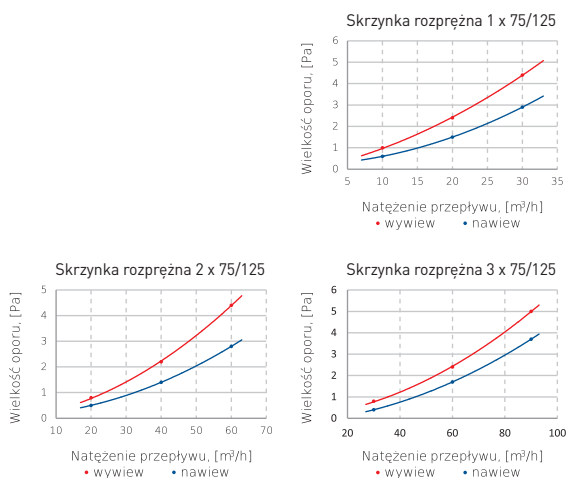 Skrzynka rozprężna 1 x 75/125
Wielkość oporu, [Pa]
6
5
4
3
2
1
0
5 10 15 20 25 30 35
Natężenie przepływu, [m³/h]
• wywiew • nawiew
Skrzynka rozprężna 2 x 75/125
Wielkość oporu, [Pa]
5
4
3
2
1
0
10 20 30 40 50 60 70
Natężenie przepływu, [m³/h]
• wywiew • nawiew
Skrzynka rozprężna 3 x 75/125
Wielkość oporu, [Pa]
6
5
4
3
2
1
0
20 40 60 80 100
Natężenie przepływu, [m³/h]
• wywiew • nawiew